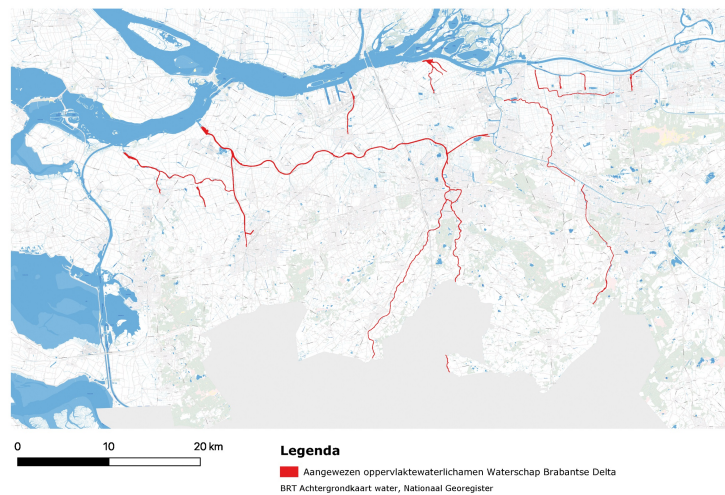 0 10 20 km
Legenda
Aangewezen oppervlaktewaterlichamen Waterschap Brabantse Delta
BRT Achtergrondkaart water, Nationaal Georegister